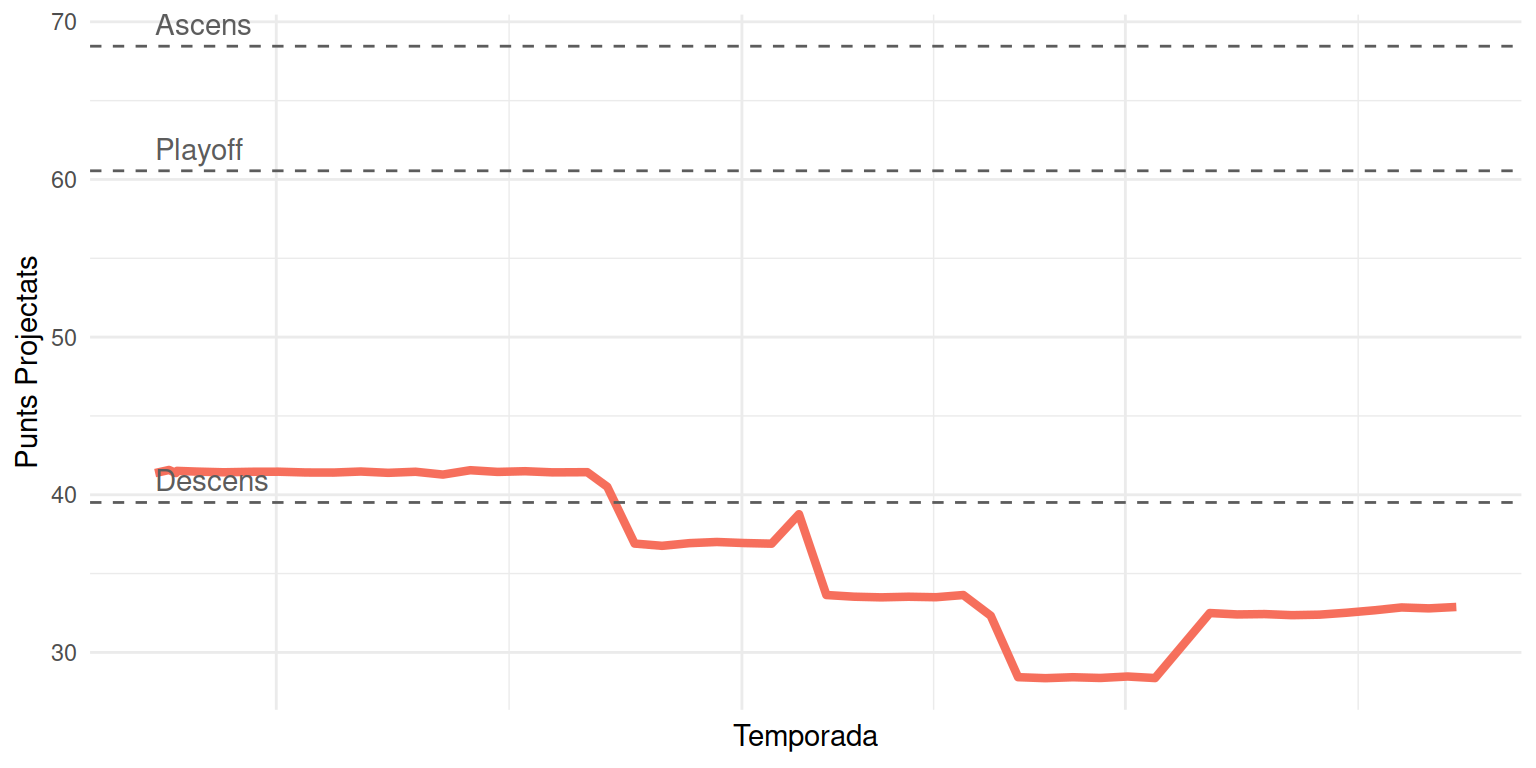 70
Ascens
Playoff
60
50
Punts Projectats
Descens
40
30
Temporada